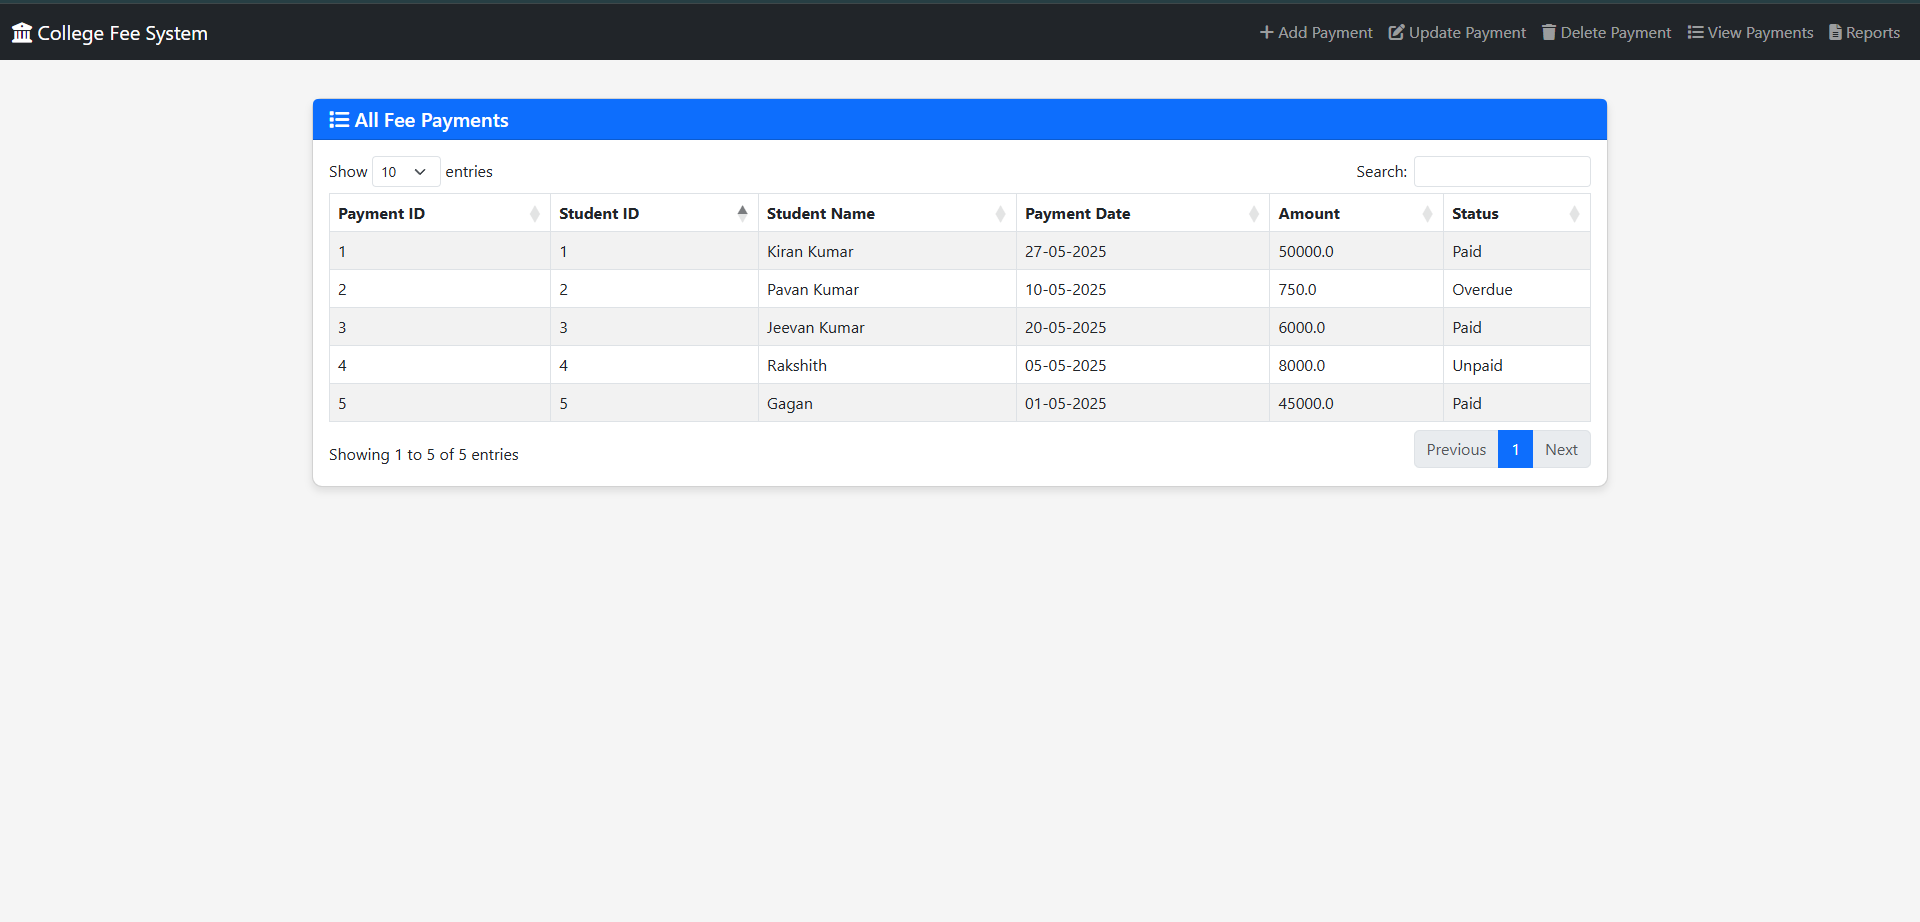 College Fee System
Add Payment Update Payment Delete Payment View Payments Reports
All Fee Payments
Show 10 entries Search:
Payment ID Student ID Student Name Payment Date Amount Status
1 1 Kiran Kumar 27-05-2025 50000.0 Paid
2 2 Pavan Kumar 10-05-2025 750.0 Overdue
3 3 Jeevan Kumar 20-05-2025 6000.0 Paid
4 4 Rakshith 05-05-2025 8000.0 Unpaid
5 5 Gagan 01-05-2025 45000.0 Paid
Showing 1 to 5 of 5 entries
Previous 1 Next